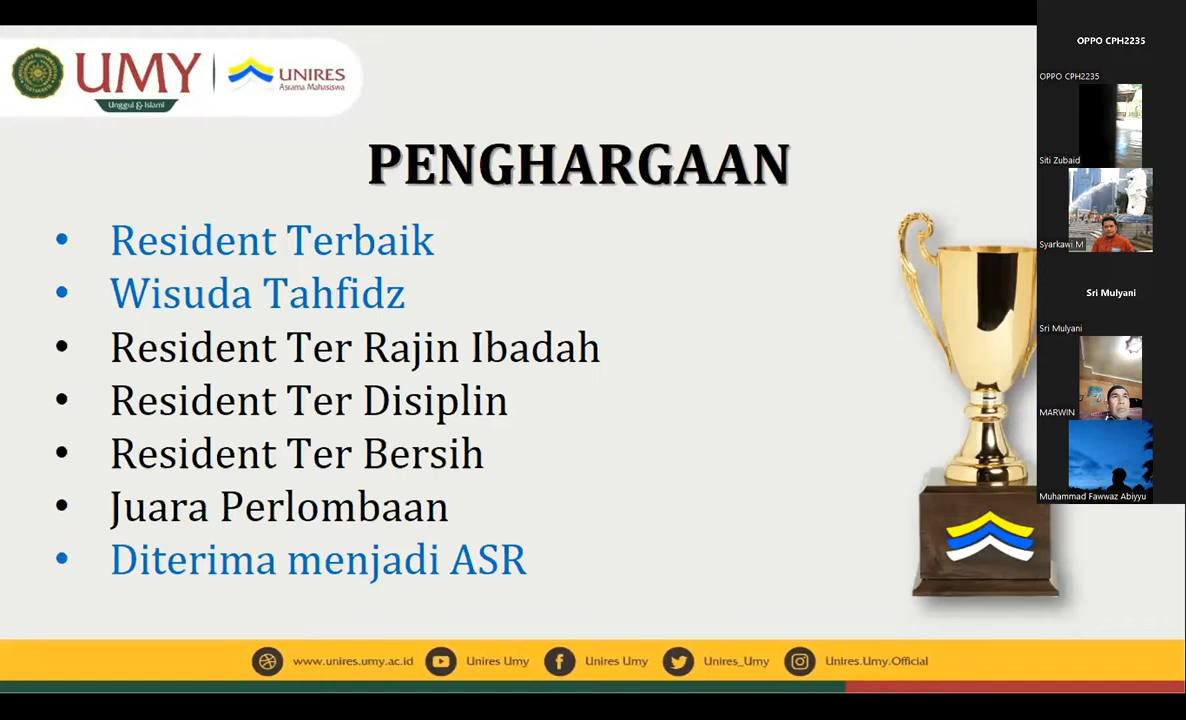 UMY
Unggul & Islami
UNIRES
Asrama Mahasiswa
PENGHARGAAN
• Resident Terbaik
• Wisuda Tahfidz
• Resident Ter Rajin Ibadah
• Resident Ter Disiplin
• Resident Ter Bersih
• Juara Perlombaan
• Diterima menjadi ASR
www.unires.umy.ac.id
Unires Umy
Unires Umy
Unires_Umy
Unires.Umy.Official
OPPO CPH2235
OPPO CPH2235
Siti Zubaid
Syarkawi M
Sri Mulyani
Sri Mulyani
MARWIN
Muhammad Fawwaz Abiyyu